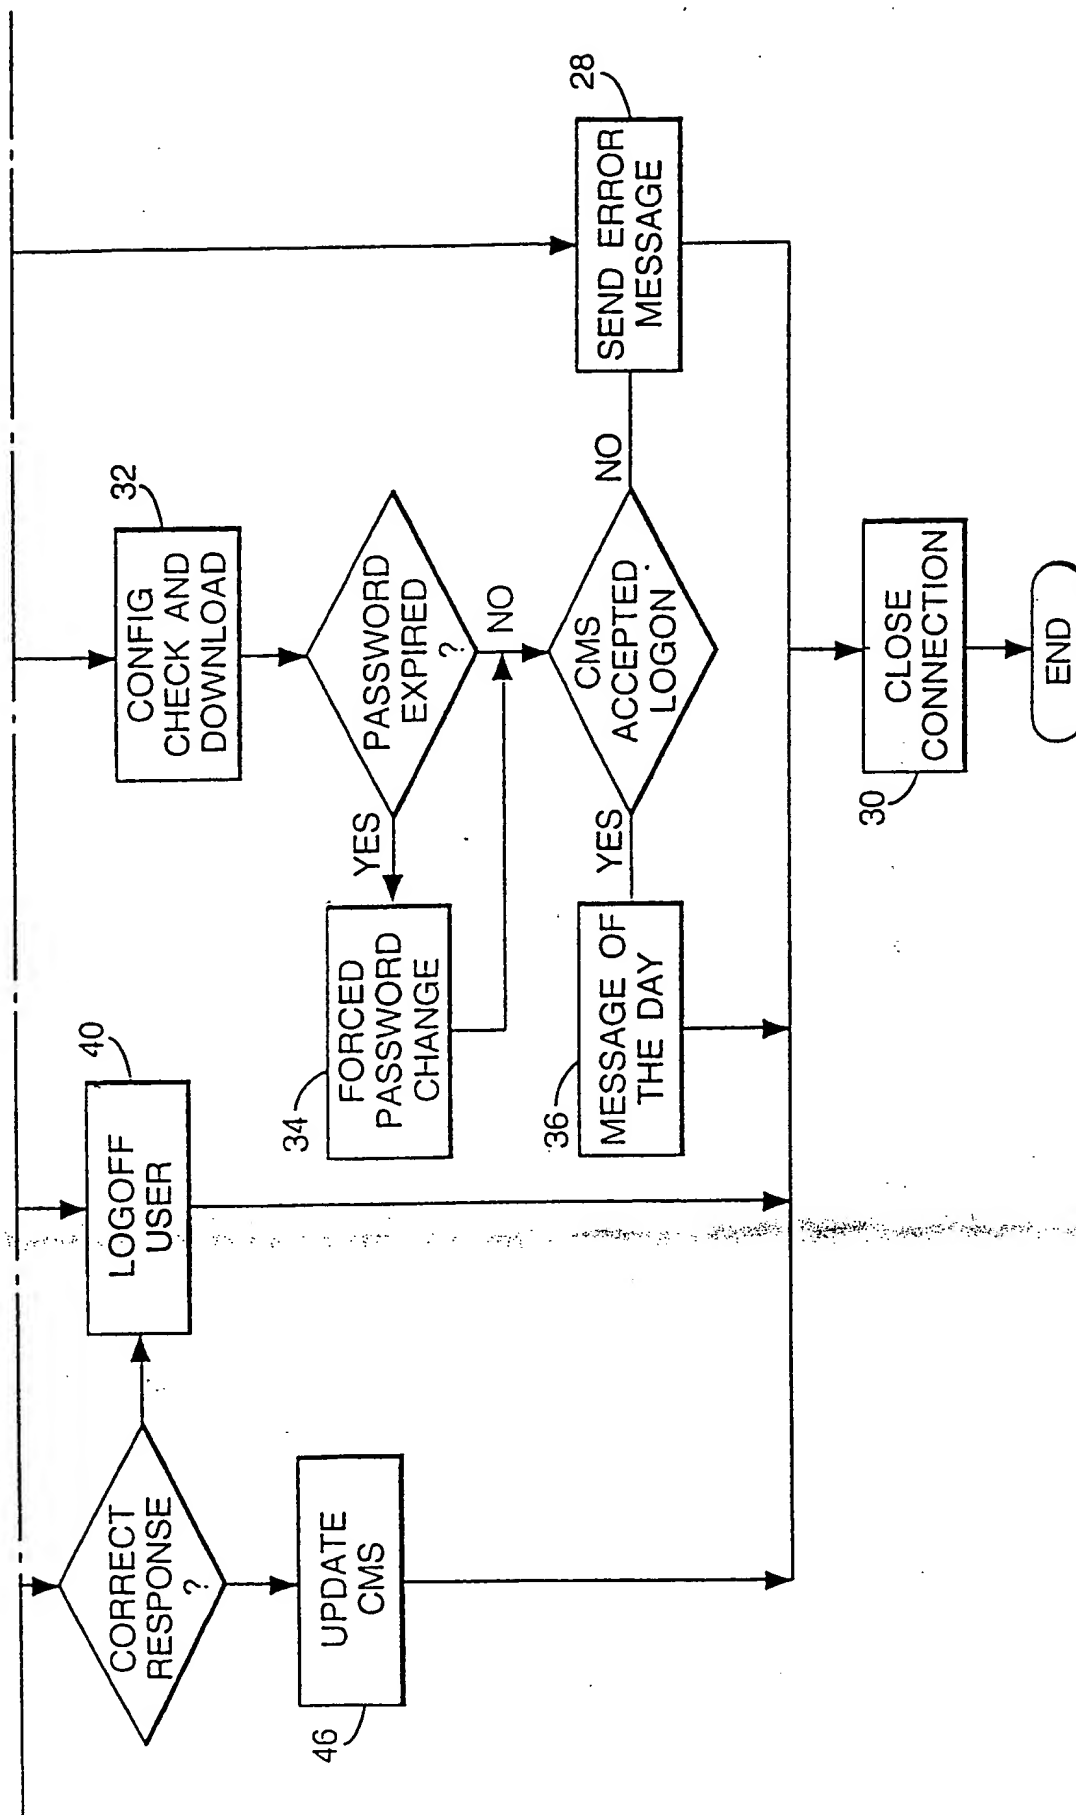 CORRECT
RESPONSE
?
46
UPDATE
CMS
40
LOGOFF
USER
32
CONFIG
CHECK AND
DOWNLOAD
PASSWORD
EXPIRED
?
YES
NO
34
FORCED
PASSWORD
CHANGE
CMS
ACCEPTED
LOGON
YES
NO
36
MESSAGE OF
THE DAY
28
SEND ERROR
MESSAGE
30
CLOSE
CONNECTION
END